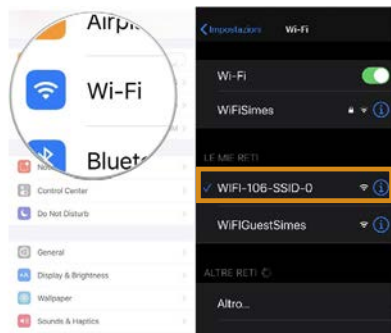 Airpl
Wi-Fi
Bluet
Control Center
Do Not Disturb
General
Display & Brightness
Wallpaper
Sounds & Haptics
Impostazioni
Wi-Fi
Wi-Fi
WiFiSimes
LE MIE RETI
WIFI-106-SSID-0
WiFIGuestSimes
ALTRE RETI
Altro...